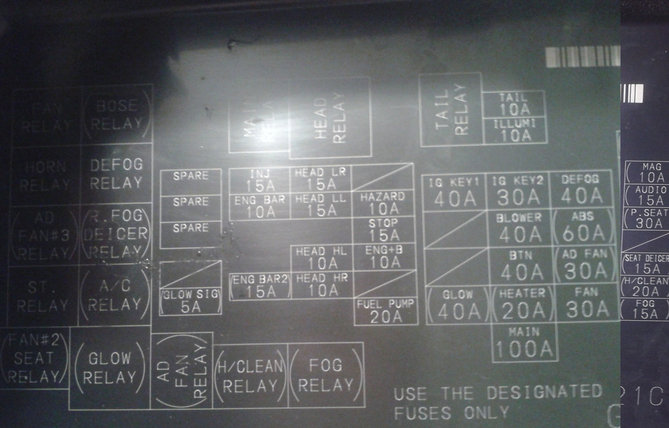 FAN RELAY
(BOSE RELAY)
HORN RELAY
DEFOG RELAY
(AD FAN#3)
(R.FOG DEICER RELAY)
ST. RELAY
(A/C RELAY)
(FAN#2 SEAT RELAY)
(GLOW RELAY)
(AD FAN RELAY)
(H/CLEAN RELAY)
(FOG RELAY)
HEAD RELAY
TAIL RELAY
TAIL 10A
ILLUMI 10A
SPARE
INJ 15A
HEAD LR 15A
SPARE
ENG BAR 10A
HEAD LL 15A
HAZARD 10A
SPARE
STOP 15A
HEAD HL 10A
ENG+B 10A
(GLOW SIG) 5A
(ENG BAR2) 15A
HEAD HR 10A
FUEL PUMP 20A
IG KEY1 40A
IG KEY2 30A
DEFOG 40A
BLOWER 40A
(ABS 60A)
BTN 40A
(AD FAN 30A)
(GLOW 40A)
(HEATER 20A)
FAN 30A
MAIN 100A
USE THE DESIGNATED
FUSES ONLY
(MAG 10A
(AUDIO 15A
(P.SEAT 30A
(SEAT DEICER 15A
(H/CLEAN 20A
(FOG 15A